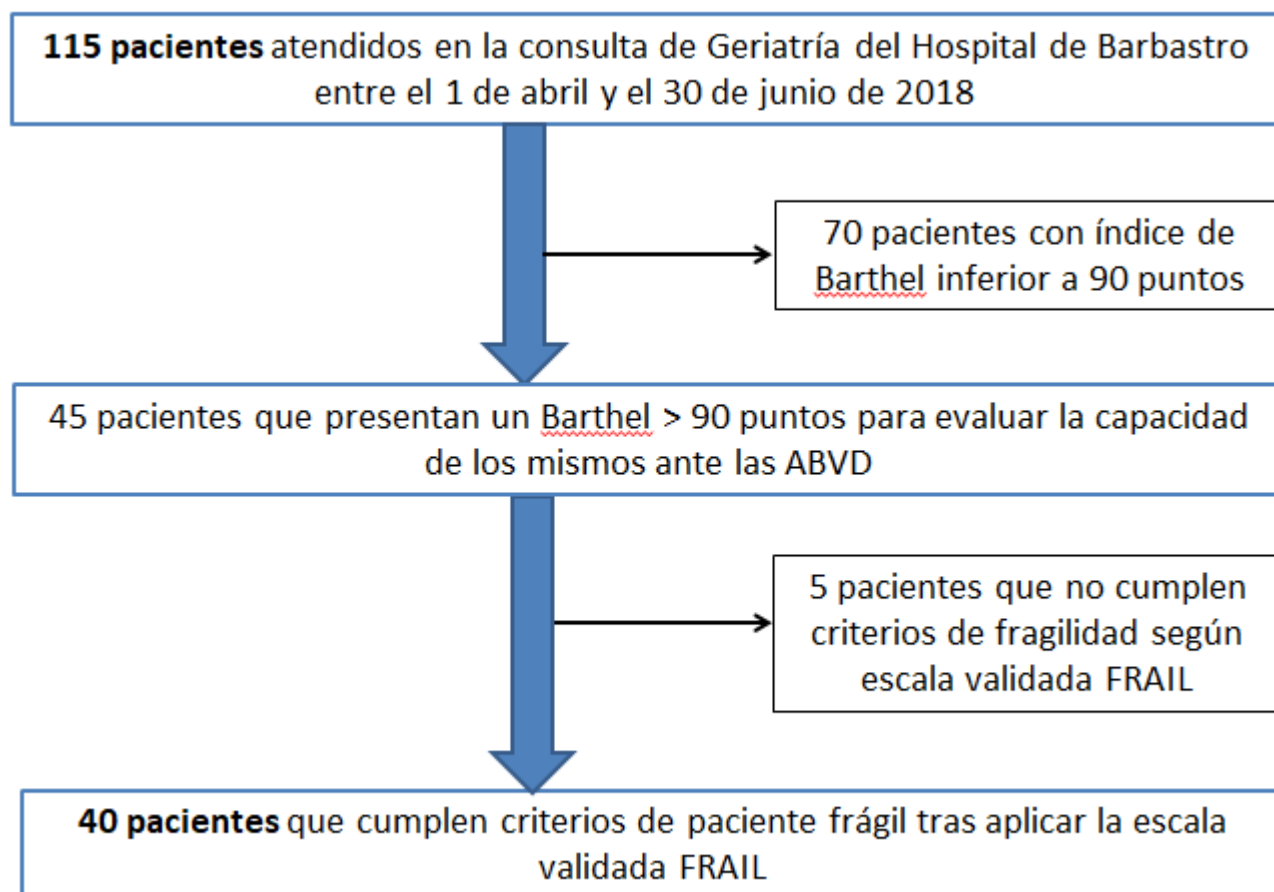 115 pacientes atendidos en la consulta de Geriatría del Hospital de Barbastro
entre el 1 de abril y el 30 de junio de 2018
70 pacientes con índice de
Barthel inferior a 90 puntos
45 pacientes que presentan un Barthel > 90 puntos para evaluar la capacidad
de los mismos ante las ABVD
5 pacientes que no cumplen
criterios de fragilidad según
escala validada FRAIL
40 pacientes que cumplen criterios de paciente frágil tras aplicar la escala
validada FRAIL